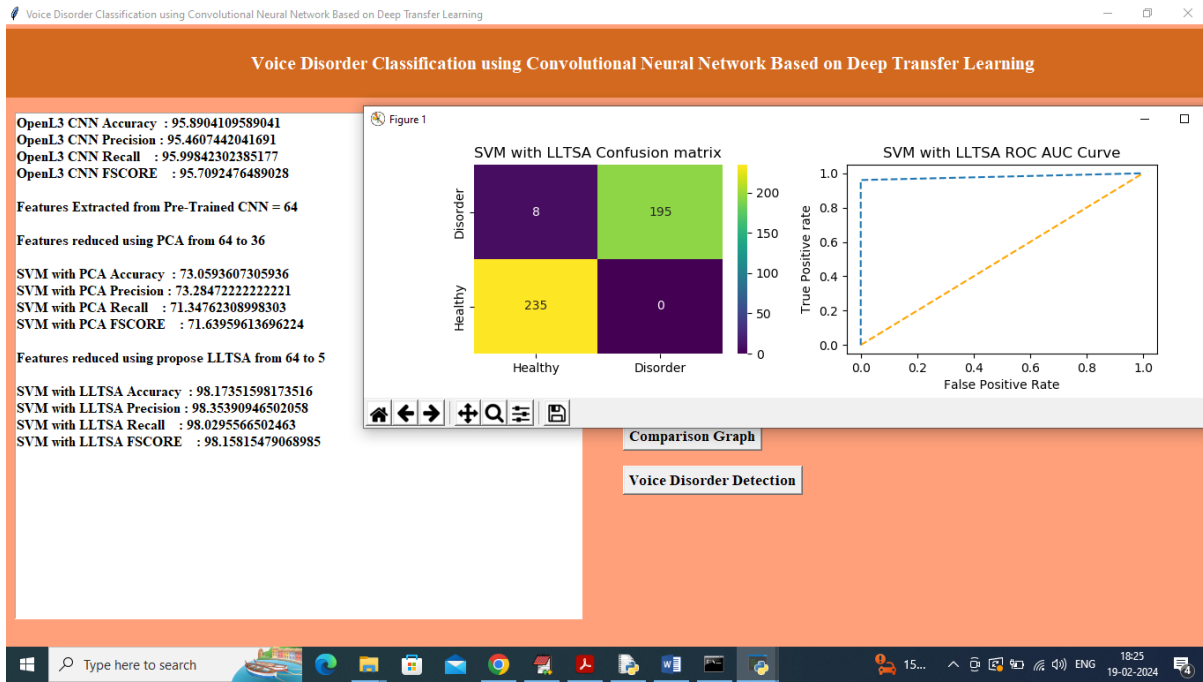 Voice Disorder Classification using Convolutional Neural Network Based on Deep Transfer Learning
Voice Disorder Classification using Convolutional Neural Network Based on Deep Transfer Learning
OpenL3 CNN Accuracy : 95.8904109589041
OpenL3 CNN Precision : 95.4607442041691
OpenL3 CNN Recall : 95.99842302385177
OpenL3 CNN FSCORE : 95.7092476489028
Features Extracted from Pre-Trained CNN = 64
Features reduced using PCA from 64 to 36
SVM with PCA Accuracy : 73.0593607305936
SVM with PCA Precision : 73.28472222222221
SVM with PCA Recall : 71.34762308998303
SVM with PCA FSCORE : 71.63959613696224
Features reduced using propose LLTSA from 64 to 5
SVM with LLTSA Accuracy : 98.17351598173516
SVM with LLTSA Precision : 98.35390946502058
SVM with LLTSA Recall : 98.0295566502463
SVM with LLTSA FSCORE : 98.15815479068985
Figure 1
SVM with LLTSA Confusion matrix
Disorder
Healthy
8
195
235
0
Healthy
Disorder
200
150
100
50
0
SVM with LLTSA ROC AUC Curve
True Positive rate
1.0
0.8
0.6
0.4
0.2
0.0
0.0 0.2 0.4 0.6 0.8 1.0
False Positive Rate
Comparison Graph
Voice Disorder Detection
Type here to search
15...
ENG
18:25
19-02-2024
4